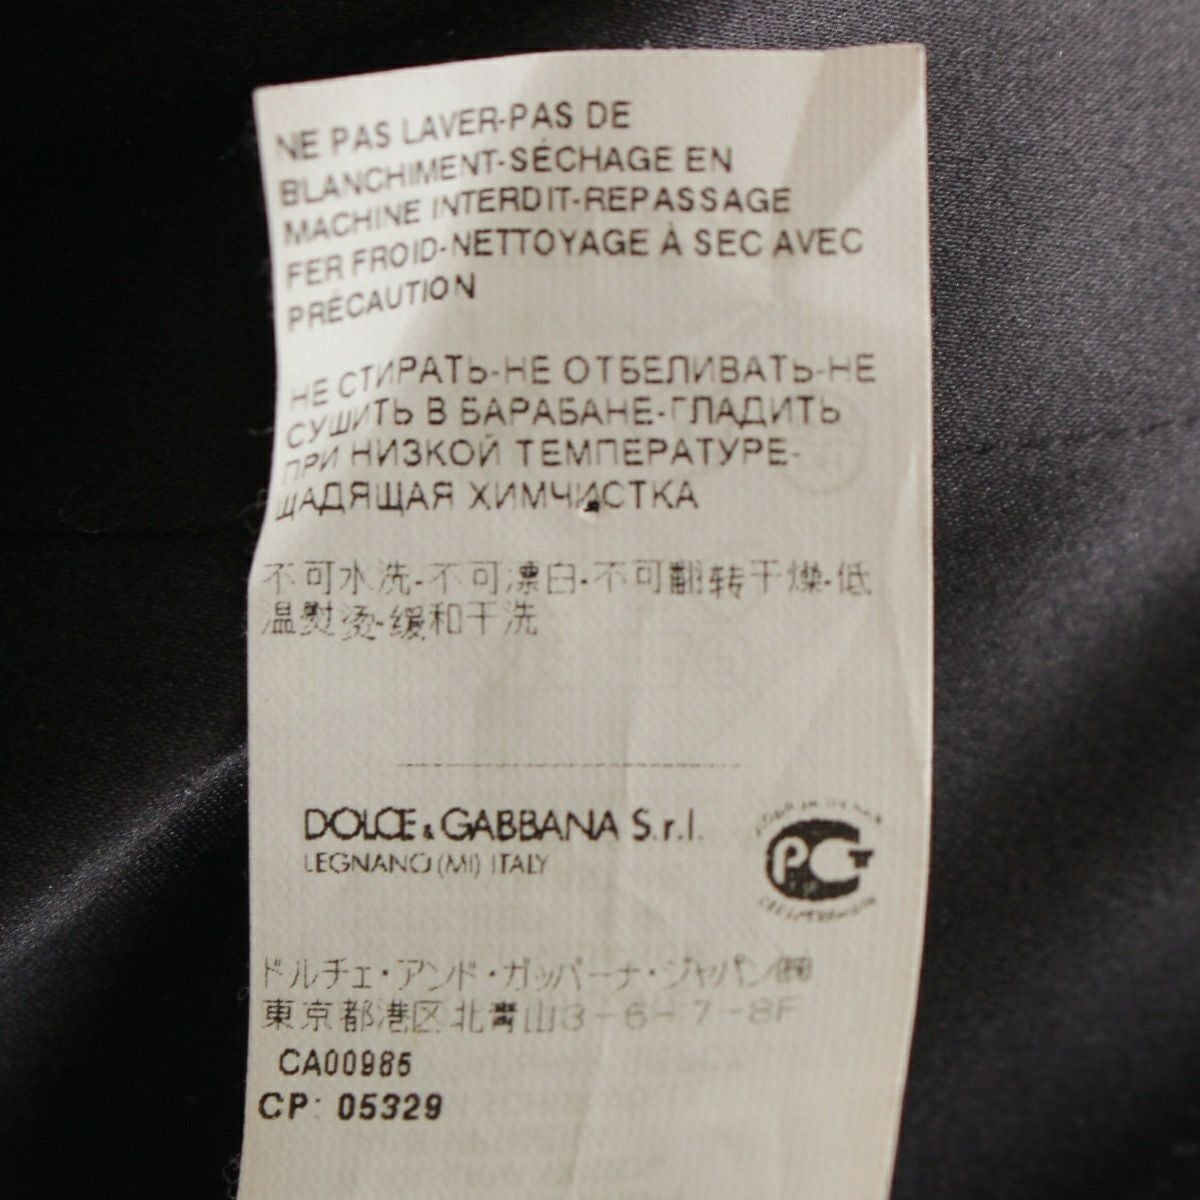 NE PAS LAVER-PAS DE
BLANCHIMENT-SÉCHAGE EN
MACHINE INTERDIT-REPASSAGE
FER FROID-NETTOYAGE À SEC AVEC
PRÉCAUTION
НЕ СТИРАТЬ-НЕ ОТБЕЛИВАТЬ-НЕ
СУШИТЬ В БАРАБАНЕ-ГЛАДИТЬ
ПРИ НИЗКОЙ ТЕМПЕРАТУРЕ-
ЩАДЯЩАЯ ХИМЧИСТКА
不可水洗-不可漂白-不可翻转干燥-低
温熨烫-缓和干洗
DOLCE & GABBANA S.r.l.
LEGNANO (MI) ITALY
PCT
ドルチェ・アンド・ガッバーナ・ジャパン㈱
東京都港区北青山3-6-7-8F
CA00985
CP: 05329